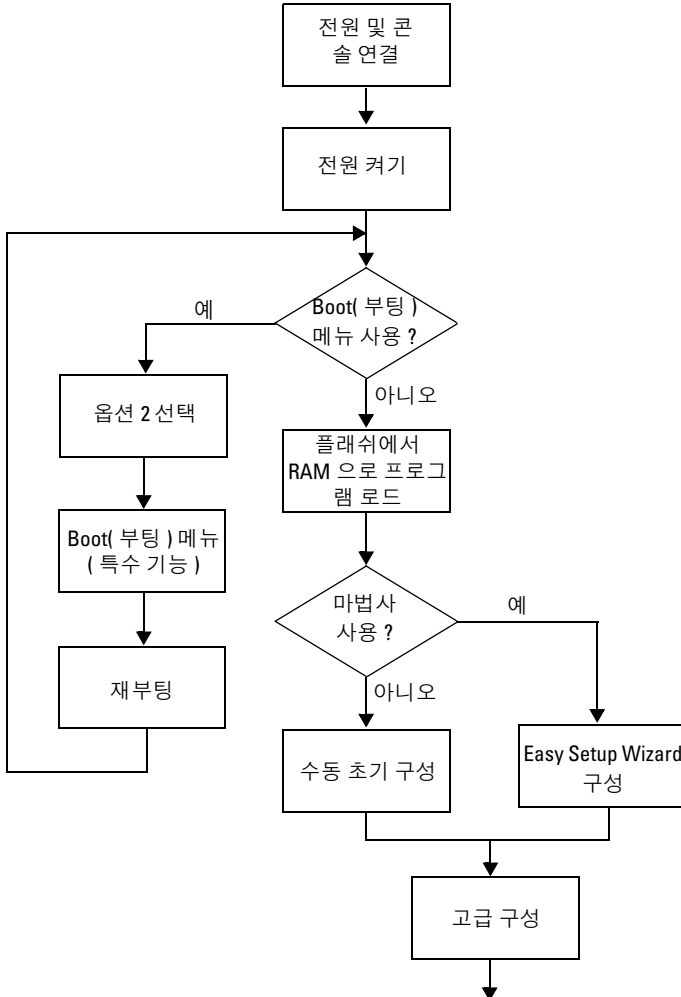 전원 및 콘
솔 연결
전원 켜기
예
Boot( 부팅 )
메뉴 사용 ?
아니오
옵션 2 선택
플래쉬에서
RAM 으로 프로그
램 로드
Boot( 부팅 ) 메뉴
( 특수 기능 )
마법사
사용 ?
예
재부팅
아니오
수동 초기 구성
Easy Setup Wizard
구성
고급 구성